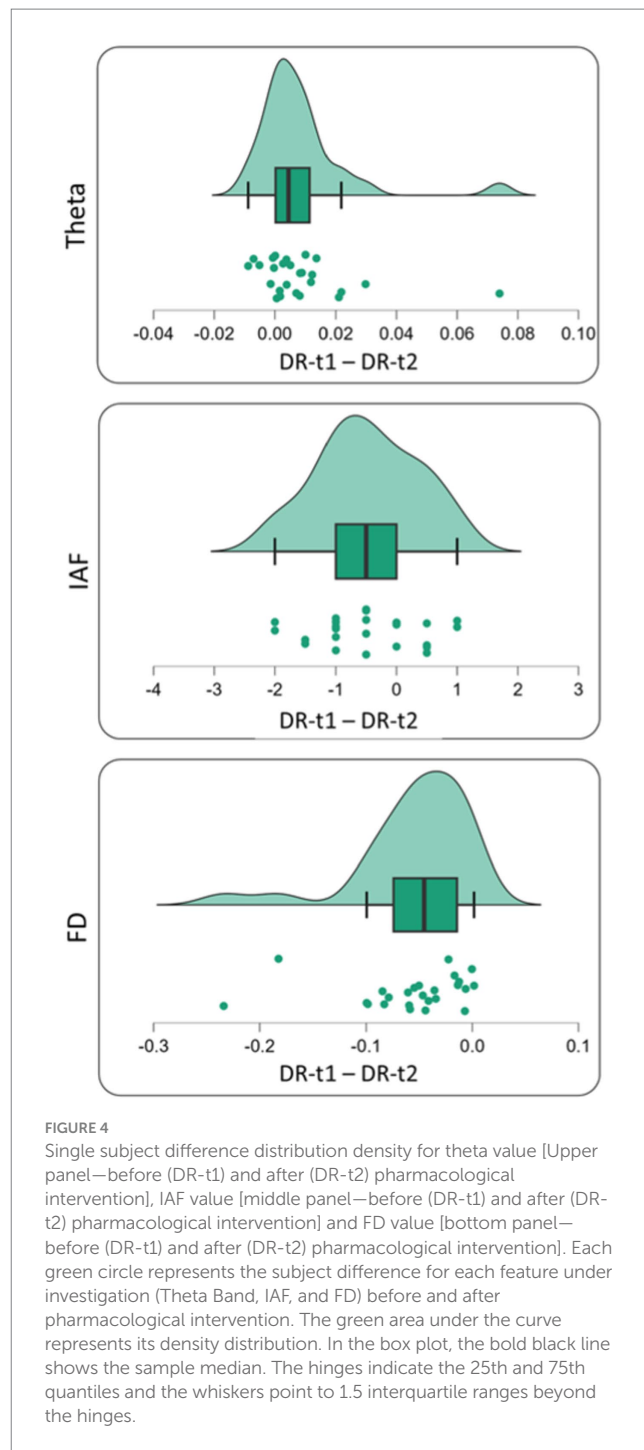 Theta
-0.04 -0.02 0.00 0.02 0.04 0.06 0.08 0.10
DR-t1 – DR-t2
IAF
-4 -3 -2 -1 0 1 2 3
DR-t1 – DR-t2
FD
-0.3 -0.2 -0.1 0.0 0.1
DR-t1 – DR-t2
FIGURE 4
Single subject difference distribution density for theta value [Upper
panel—before (DR-t1) and after (DR-t2) pharmacological
intervention], IAF value [middle panel—before (DR-t1) and after (DR-
t2) pharmacological intervention] and FD value [bottom panel—
before (DR-t1) and after (DR-t2) pharmacological intervention]. Each
green circle represents the subject difference for each feature under
investigation (Theta Band, IAF, and FD) before and after
pharmacological intervention. The green area under the curve
represents its density distribution. In the box plot, the bold black line
shows the sample median. The hinges indicate the 25th and 75th
quantiles and the whiskers point to 1.5 interquartile ranges beyond
the hinges.